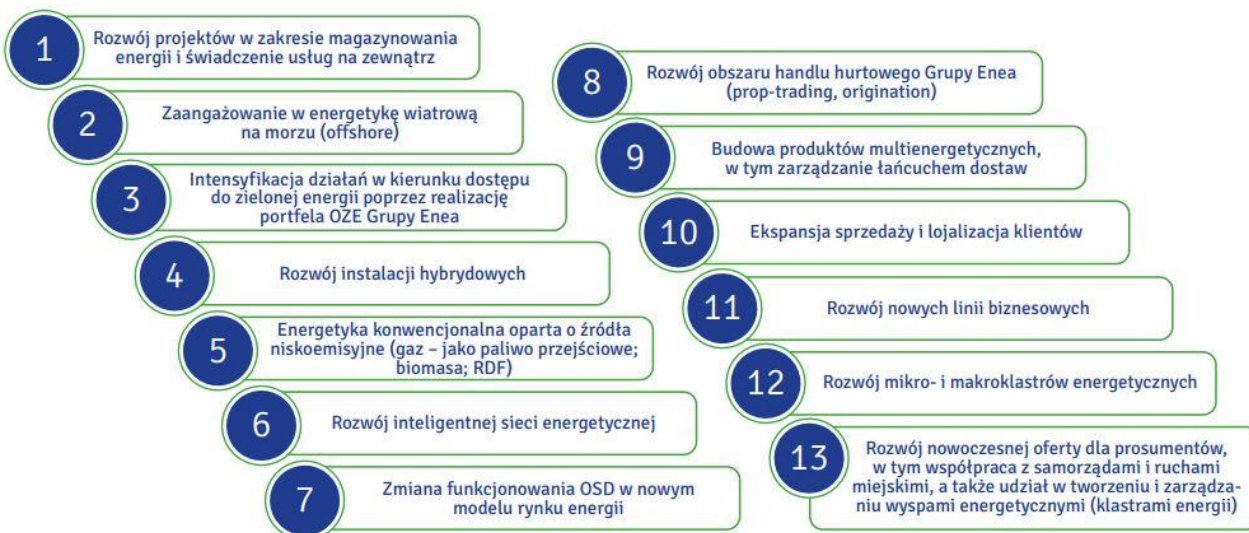 1
Rozwój projektów w zakresie magazynowania
energii i świadczenie usług na zewnątrz
2
Zaangażowanie w energetykę wiatrową
na morzu (offshore)
3
Intensyfikacja działań w kierunku dostępu
do zielonej energii poprzez realizację
portfela OZE Grupy Enea
4
Rozwój instalacji hybrydowych
5
Energetyka konwencjonalna oparta o źródła
niskoemisyjne (gaz – jako paliwo przejściowe;
biomasa; RDF)
6
Rozwój inteligentnej sieci energetycznej
7
Zmiana funkcjonowania OSD w nowym
modelu rynku energii
8
Rozwój obszaru handlu hurtowego Grupy Enea
(prop-trading, origination)
9
Budowa produktów multienergetycznych,
w tym zarządzanie łańcuchem dostaw
10
Ekspansja sprzedaży i lojalizacja klientów
11
Rozwój nowych linii biznesowych
12
Rozwój mikro- i makroklastrów energetycznych
13
Rozwój nowoczesnej oferty dla prosumentów,
w tym współpraca z samorządami i ruchami
miejskimi, a także udział w tworzeniu i zarządza-
niu wyspami energetycznymi (klastrami energii)